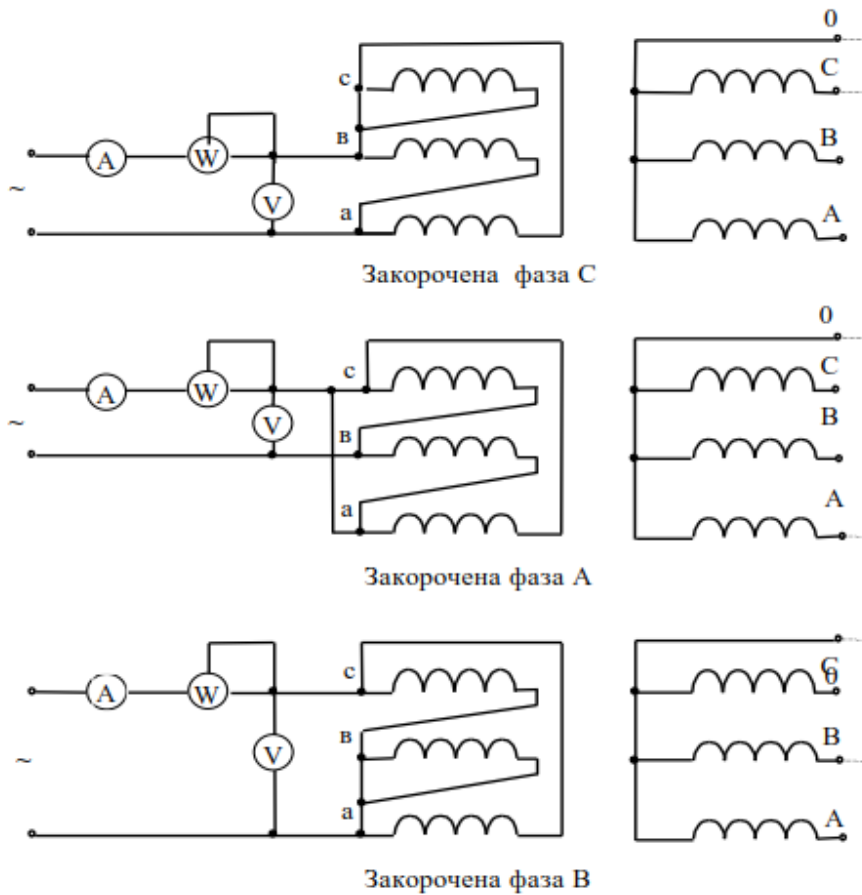 0
с
C
в
A
W
B
V
~
а
A
Закорочена фаза С
0
с
C
A
W
V
~
в
B
а
A
Закорочена фаза А
с
C
0
A
W
в
B
V
~
а
A
Закорочена фаза В